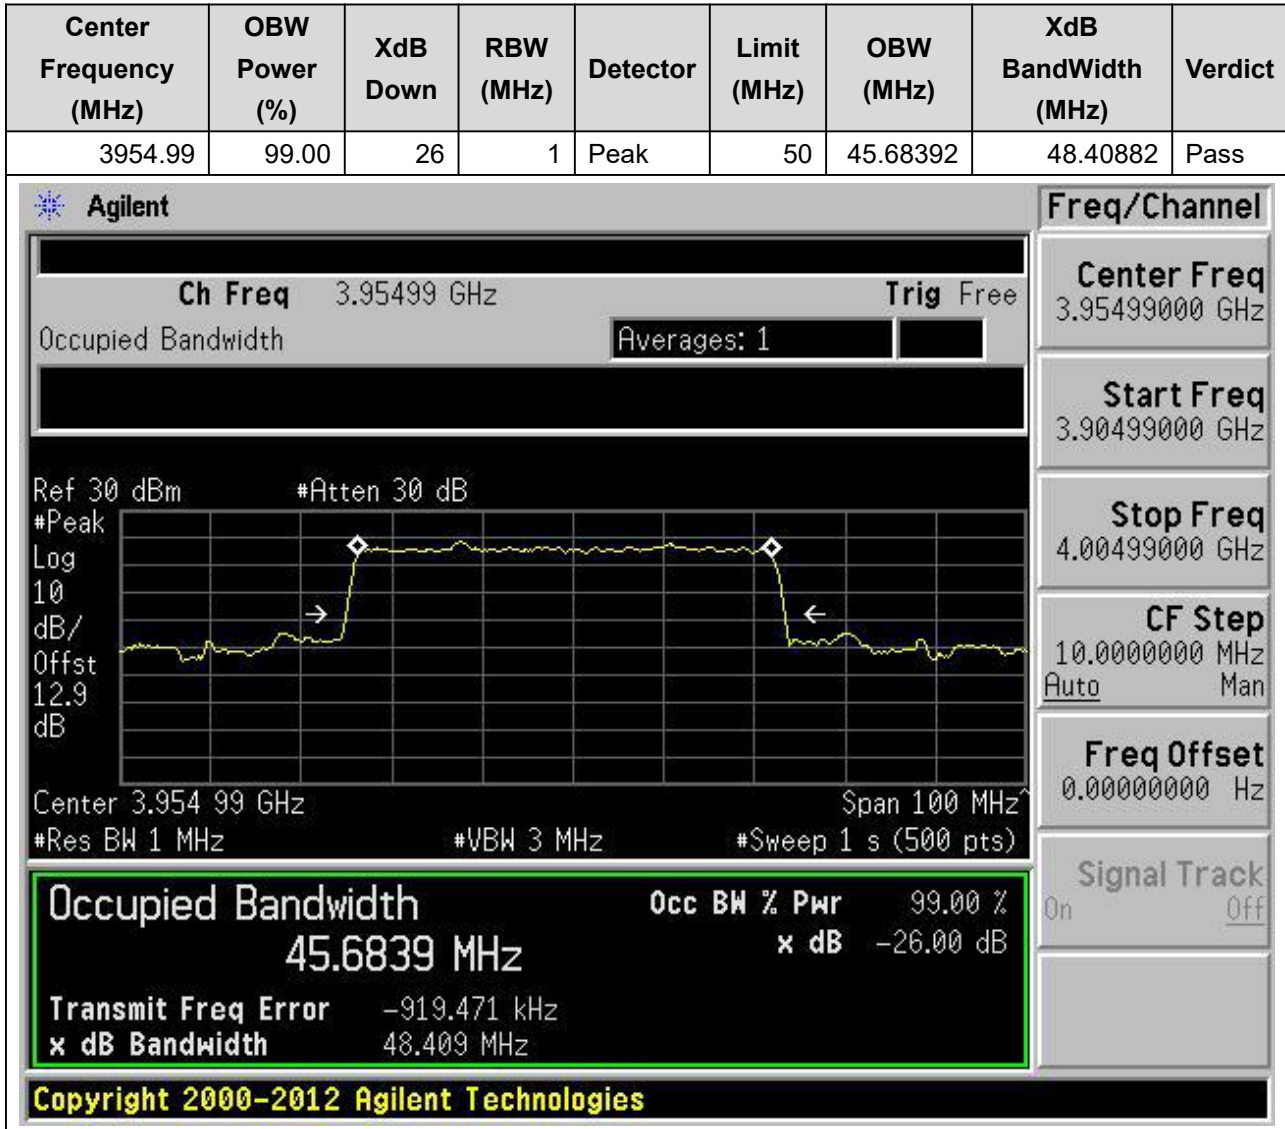 Center Frequency (MHz) OBW Power (%) XdB Down RBW (MHz) Detector Limit (MHz) OBW (MHz) XdB BandWidth (MHz) Verdict
3954.99 99.00 26 1 Peak 50 45.68392 48.40882 Pass
Agilent
Freq/Channel
Ch Freq 3.95499 GHz Trig Free
Occupied Bandwidth Averages: 1
Center Freq
3.95499000 GHz
Start Freq
3.90499000 GHz
Stop Freq
4.00499000 GHz
CF Step
10.0000000 MHz
Auto Man
Freq Offset
0.00000000 Hz
Signal Track
On Off
Ref 30 dBm #Atten 30 dB
#Peak
Log
10
dB/
Offst
12.9
dB
Center 3.954 99 GHz Span 100 MHz^
#Res BW 1 MHz #VBW 3 MHz #Sweep 1 s (500 pts)
Occupied Bandwidth Occ BW % Pwr 99.00 %
45.6839 MHz x dB -26.00 dB
Transmit Freq Error -919.471 kHz
x dB Bandwidth 48.409 MHz
Copyright 2000-2012 Agilent Technologies